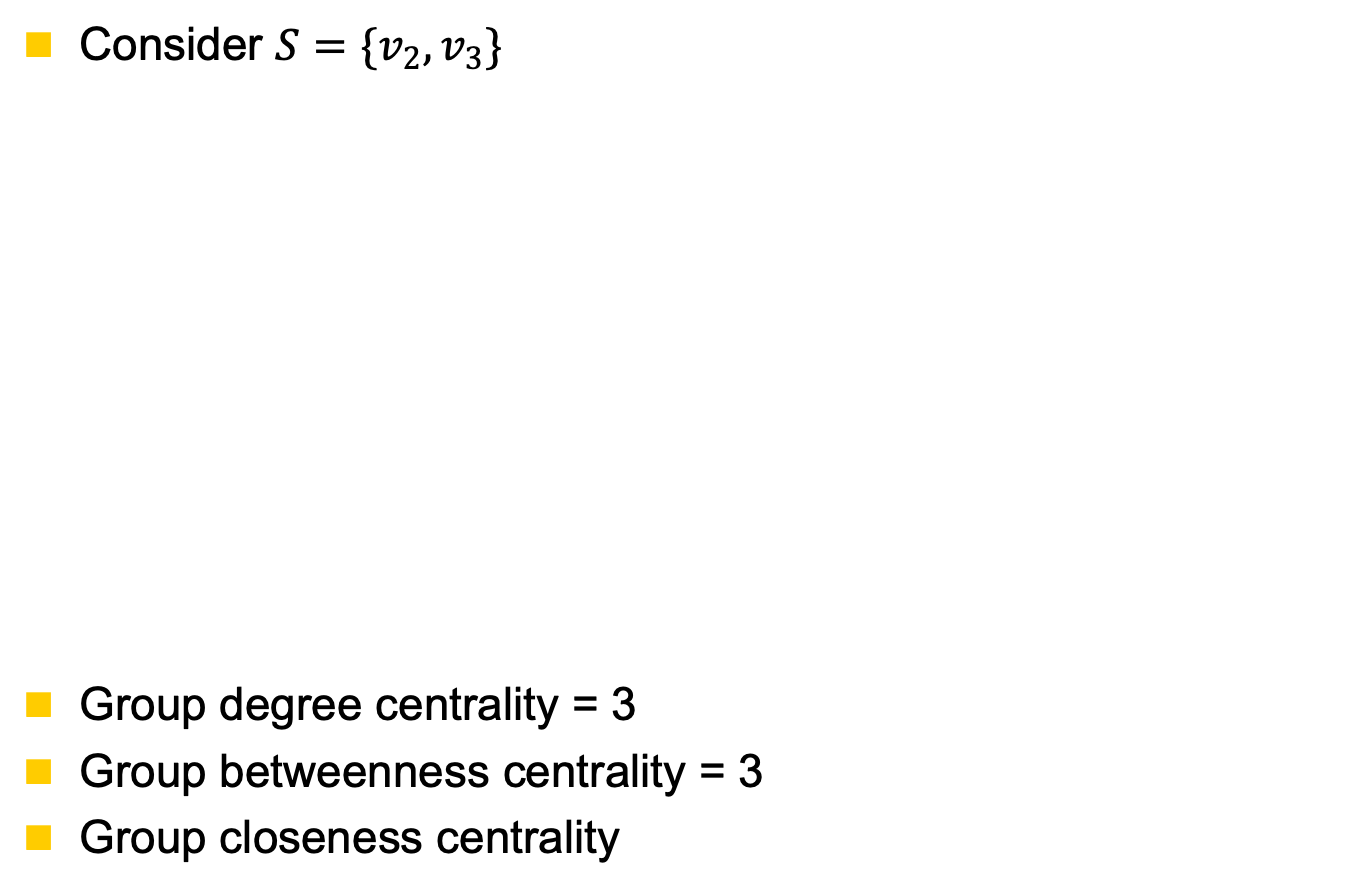 Consider 𝑆 = {𝑣₂, 𝑣₃}
Group degree centrality = 3
Group betweenness centrality = 3
Group closeness centrality